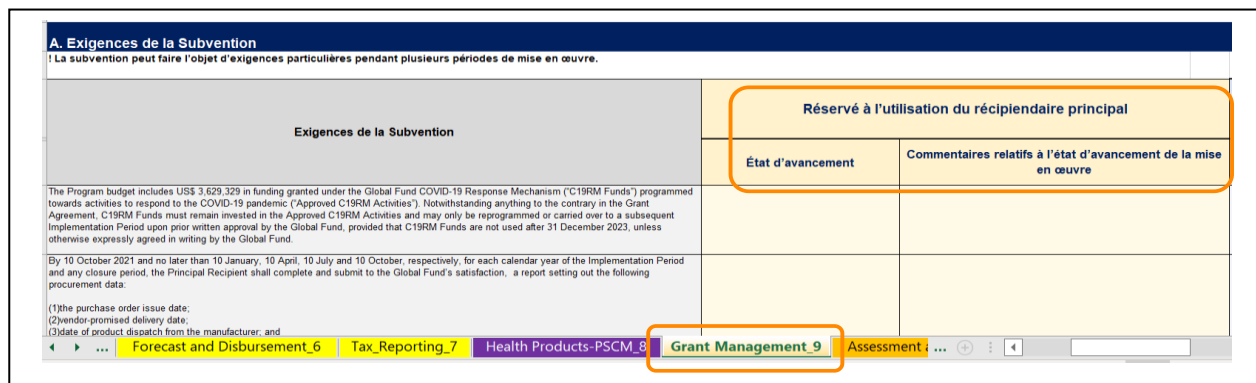 A. Exigences de la Subvention
! La subvention peut faire l'objet d'exigences particulières pendant plusieurs périodes de mise en œuvre.
Exigences de la Subvention
Réservé à l'utilisation du récipiendaire principal
État d'avancement
Commentaires relatifs à l'état d'avancement de la mise
en œuvre
The Program budget includes US$ 3,629,329 in funding granted under the Global Fund COVID-19 Response Mechanism ("C19RM Funds") programmed
towards activities to respond to the COVID-19 pandemic ("Approved C19RM Activities"). Notwithstanding anything to the contrary in the Grant
Agreement, C19RM Funds must remain invested in the Approved C19RM Activities and may only be reprogrammed or carried over to a subsequent
Implementation Period upon prior written approval by the Global Fund, provided that C19RM Funds are not used after 31 December 2023, unless
otherwise expressly agreed in writing by the Global Fund.
By 10 October 2021 and no later than 10 January, 10 April, 10 July and 10 October, respectively, for each calendar year of the Implementation Period
and any closure period, the Principal Recipient shall complete and submit to the Global Fund's satisfaction, a report setting out the following
procurement data:
(1)the purchase order issue date;
(2)vendor-promised delivery date;
(3)date of product dispatch from the manufacturer; and
... Forecast and Disbursement_6 Tax_Reporting_7 Health Products-PSCM_8 Grant Management_9 Assessment ...